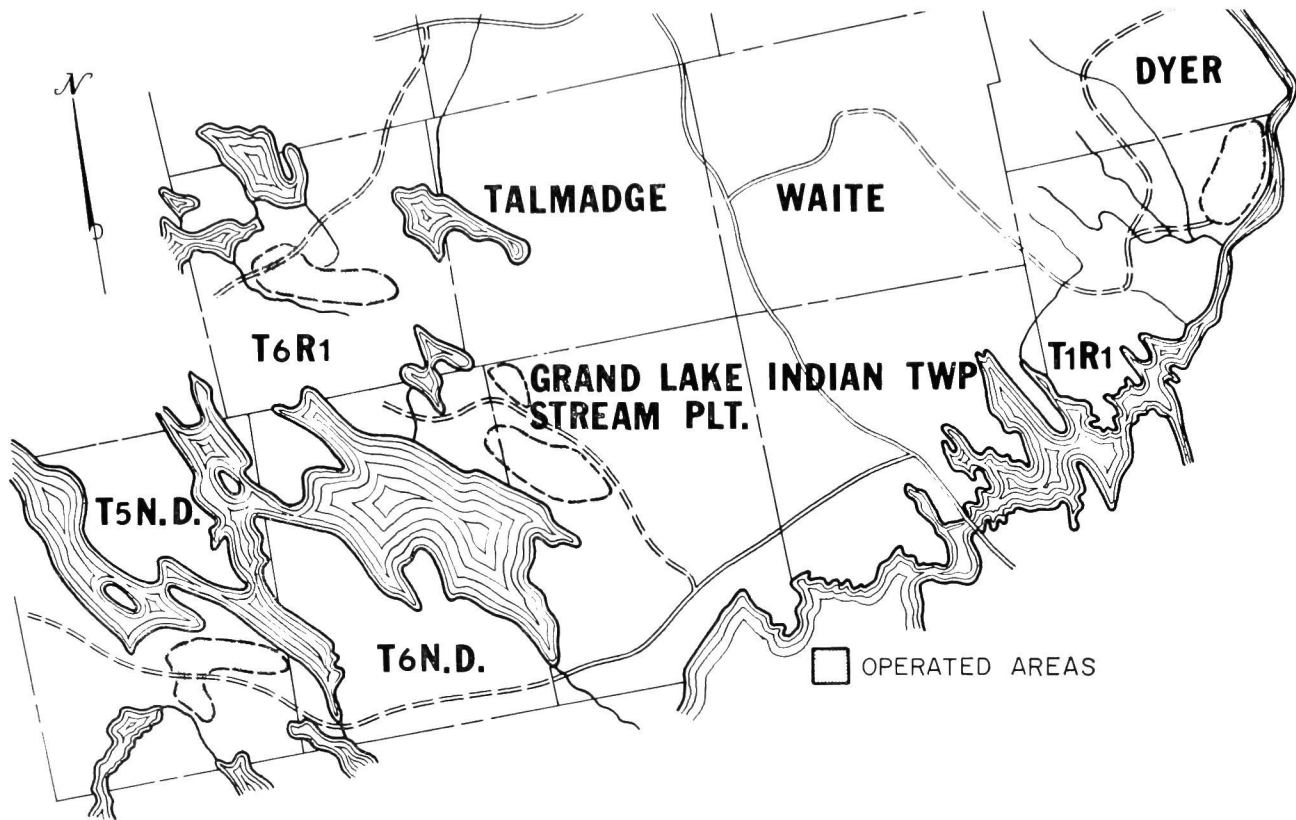 N
DYER
TALMADGE
WAITE
T6R1
T1R1
GRAND LAKE
STREAM PLT.
INDIAN TWP
T5N.D.
T6N.D.
OPERATED AREAS